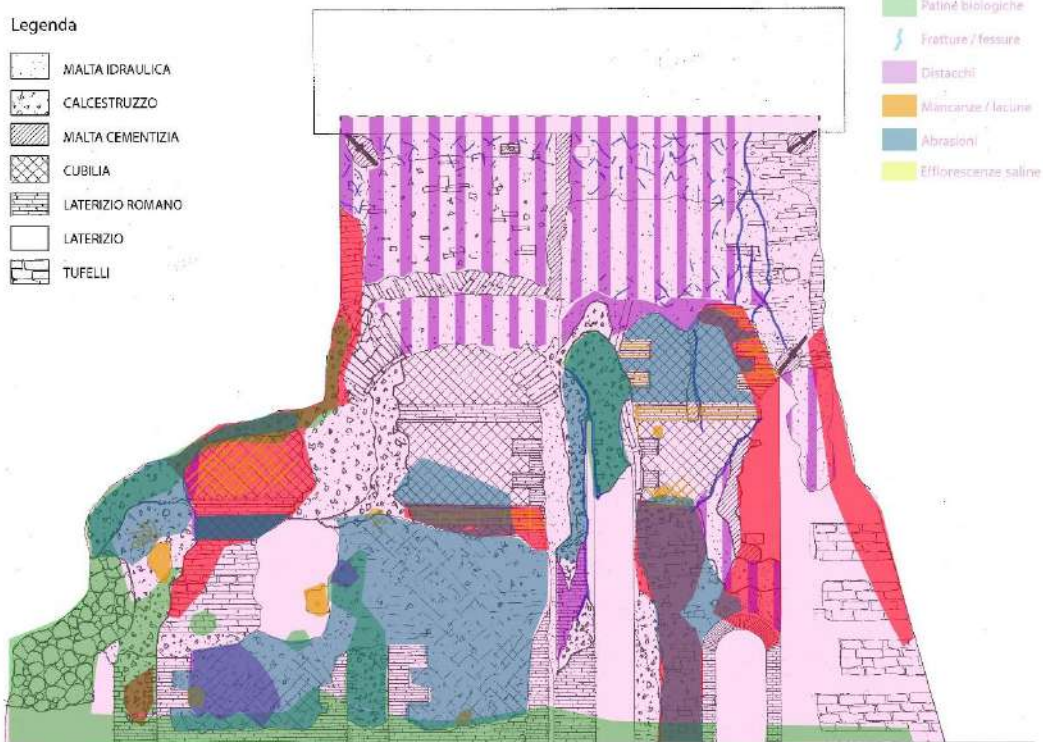 Legenda
MALTA IDRAULICA
CALCESTRUZZO
MALTA CEMENTIZIA
CUBILIA
LATERIZIO ROMANO
LATERIZIO
TUFELLI
Patine biologiche
Fratture / fessure
Distacchi
Mancanze / lacune
Abrasioni
Efflorescenze saline